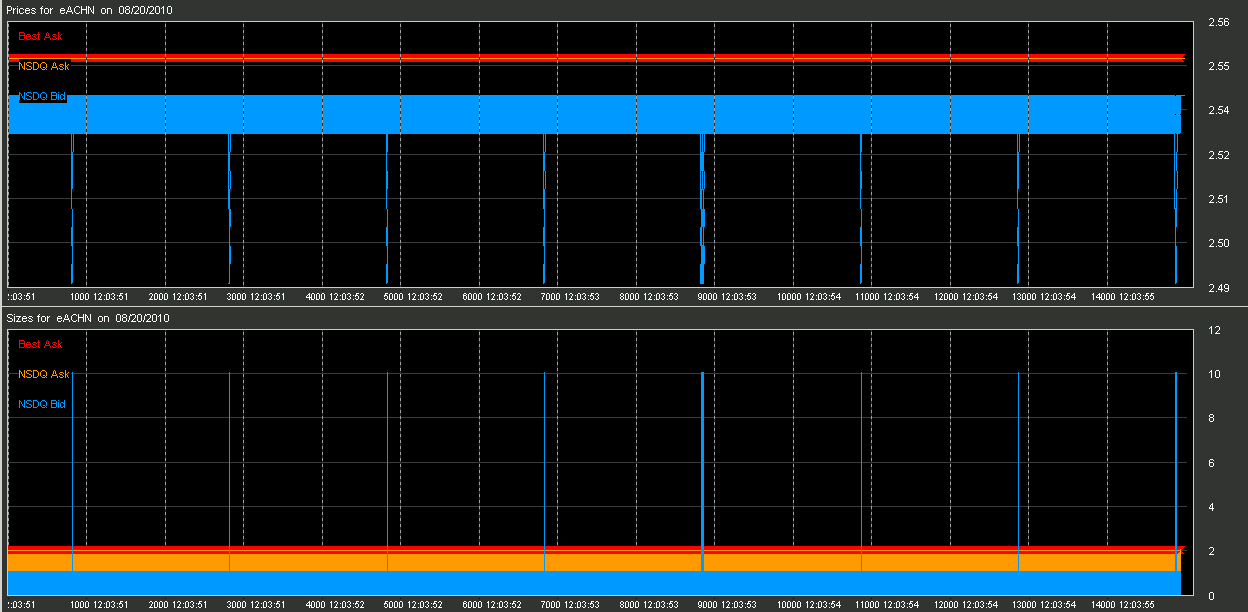 Prices for eACHN on 08/20/2010
2.56
Best Ask
NSDQ Ask
2.55
NSDQ Bid
2.54
2.52
2.51
2.50
2.49
::03:51 1000 12:03:51 2000 12:03:51 3000 12:03:51 4000 12:03:52 5000 12:03:52 6000 12:03:52 7000 12:03:53 8000 12:03:53 9000 12:03:53 10000 12:03:54 11000 12:03:54 12000 12:03:54 13000 12:03:54 14000 12:03:55
Sizes for eACHN on 08/20/2010
12
Best Ask
NSDQ Ask
10
NSDQ Bid
8
6
4
2
0
::03:51 1000 12:03:51 2000 12:03:51 3000 12:03:51 4000 12:03:52 5000 12:03:52 6000 12:03:52 7000 12:03:53 8000 12:03:53 9000 12:03:53 10000 12:03:54 11000 12:03:54 12000 12:03:54 13000 12:03:54 14000 12:03:55